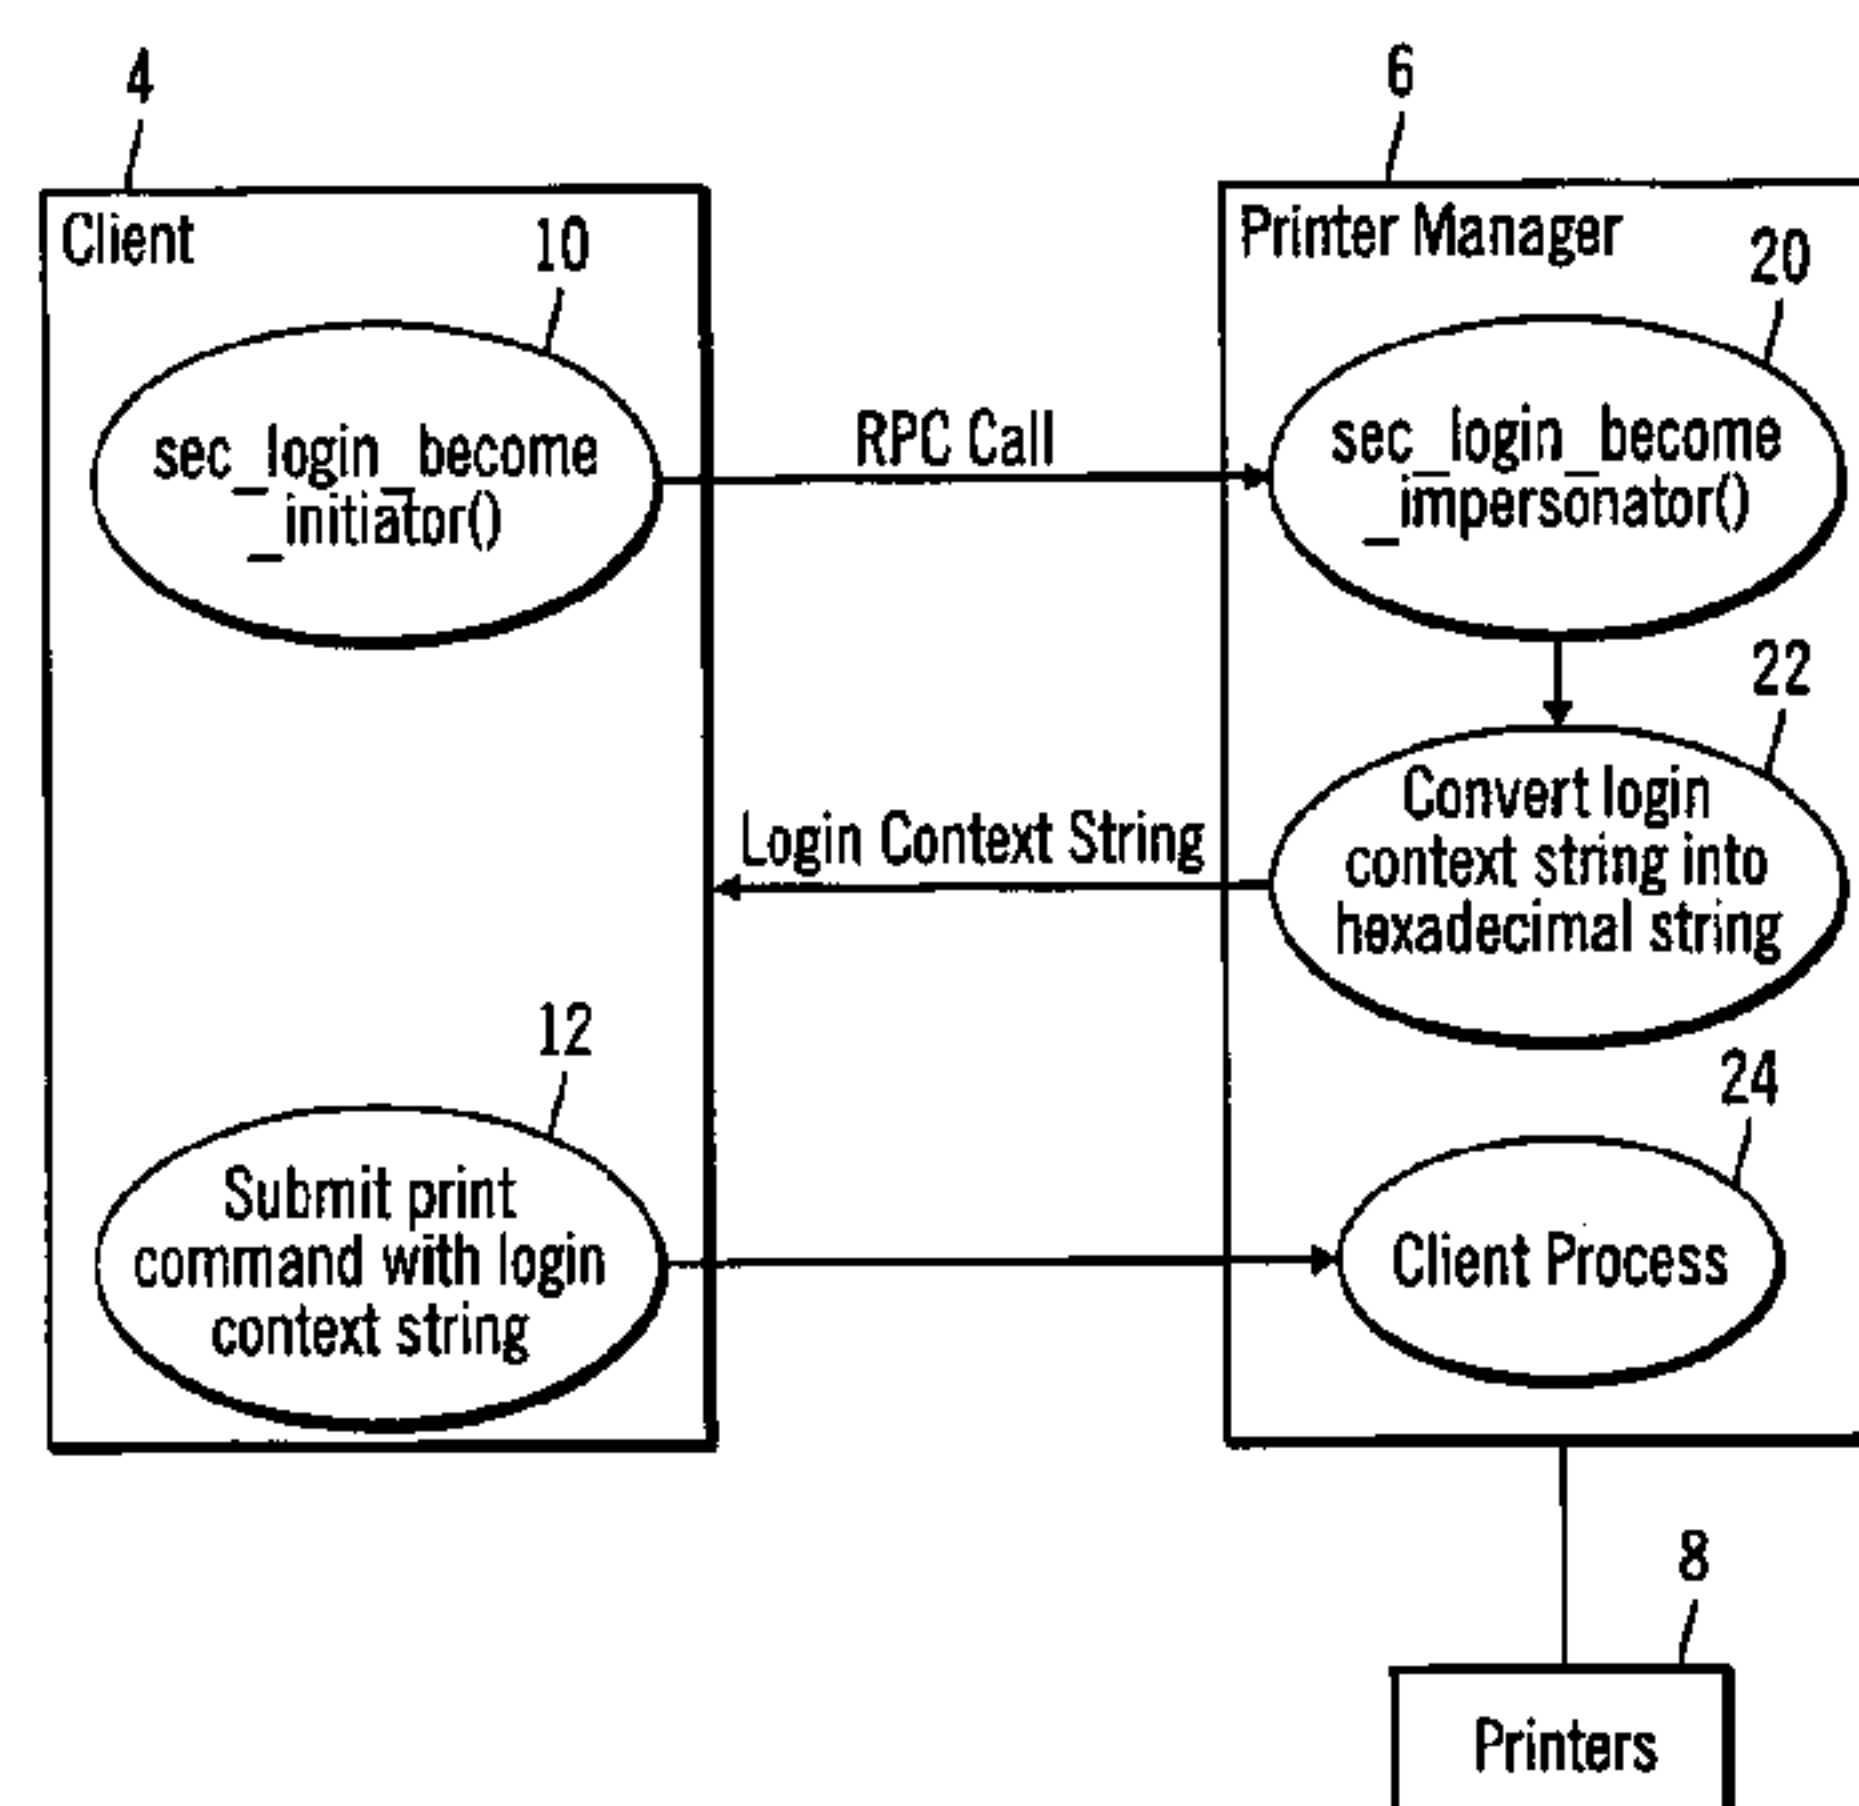 4
6
Client
10
Printer Manager
20
sec_login_become
_initiator()
RPC Call
sec_login_become
_impersonator()
22
Convert login
context string into
hexadecimal string
Login Context String
12
24
Submit print
command with login
context string
Client Process
8
Printers